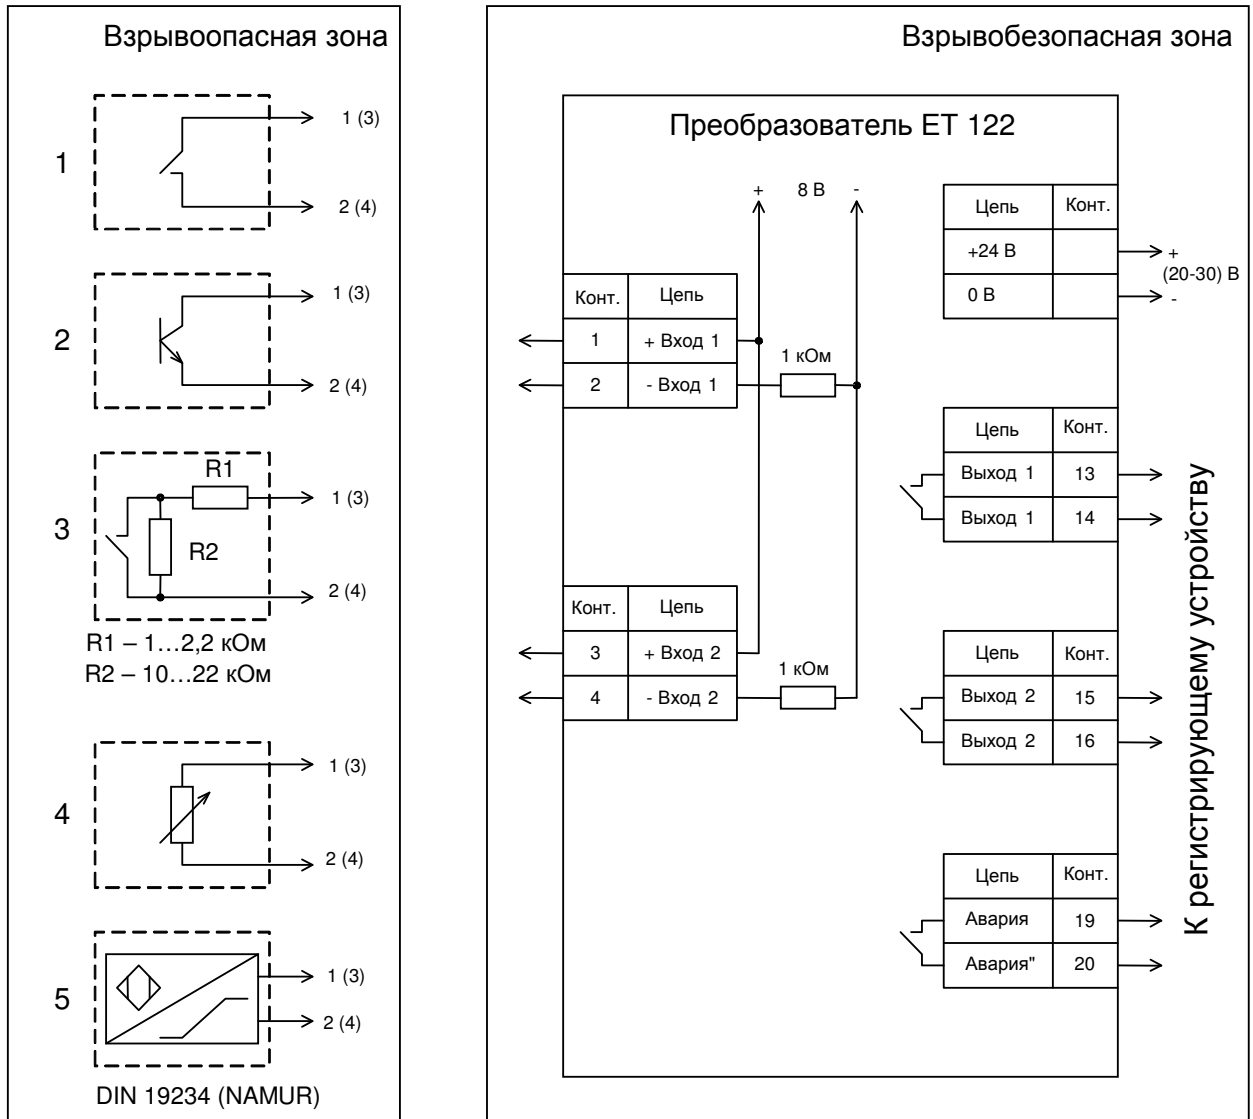 Взрывоопасная зона
1
1 (3)
2 (4)
2
1 (3)
2 (4)
3
R1
R2
1 (3)
2 (4)
R1 – 1…2,2 кОм
R2 – 10…22 кОм
4
1 (3)
2 (4)
5
1 (3)
2 (4)
DIN 19234 (NAMUR)
Взрывобезопасная зона
Преобразователь ЕТ 122
+ 8 В -
Конт. Цепь
1 + Вход 1
2 - Вход 1
1 кОм
Конт. Цепь
3 + Вход 2
4 - Вход 2
1 кОм
Цепь Конт.
+24 В
0 В
+
(20-30) В
-
Цепь Конт.
Выход 1 13
Выход 1 14
Цепь Конт.
Выход 2 15
Выход 2 16
Цепь Конт.
Авария 19
Авария" 20
К регистрирующему устройству